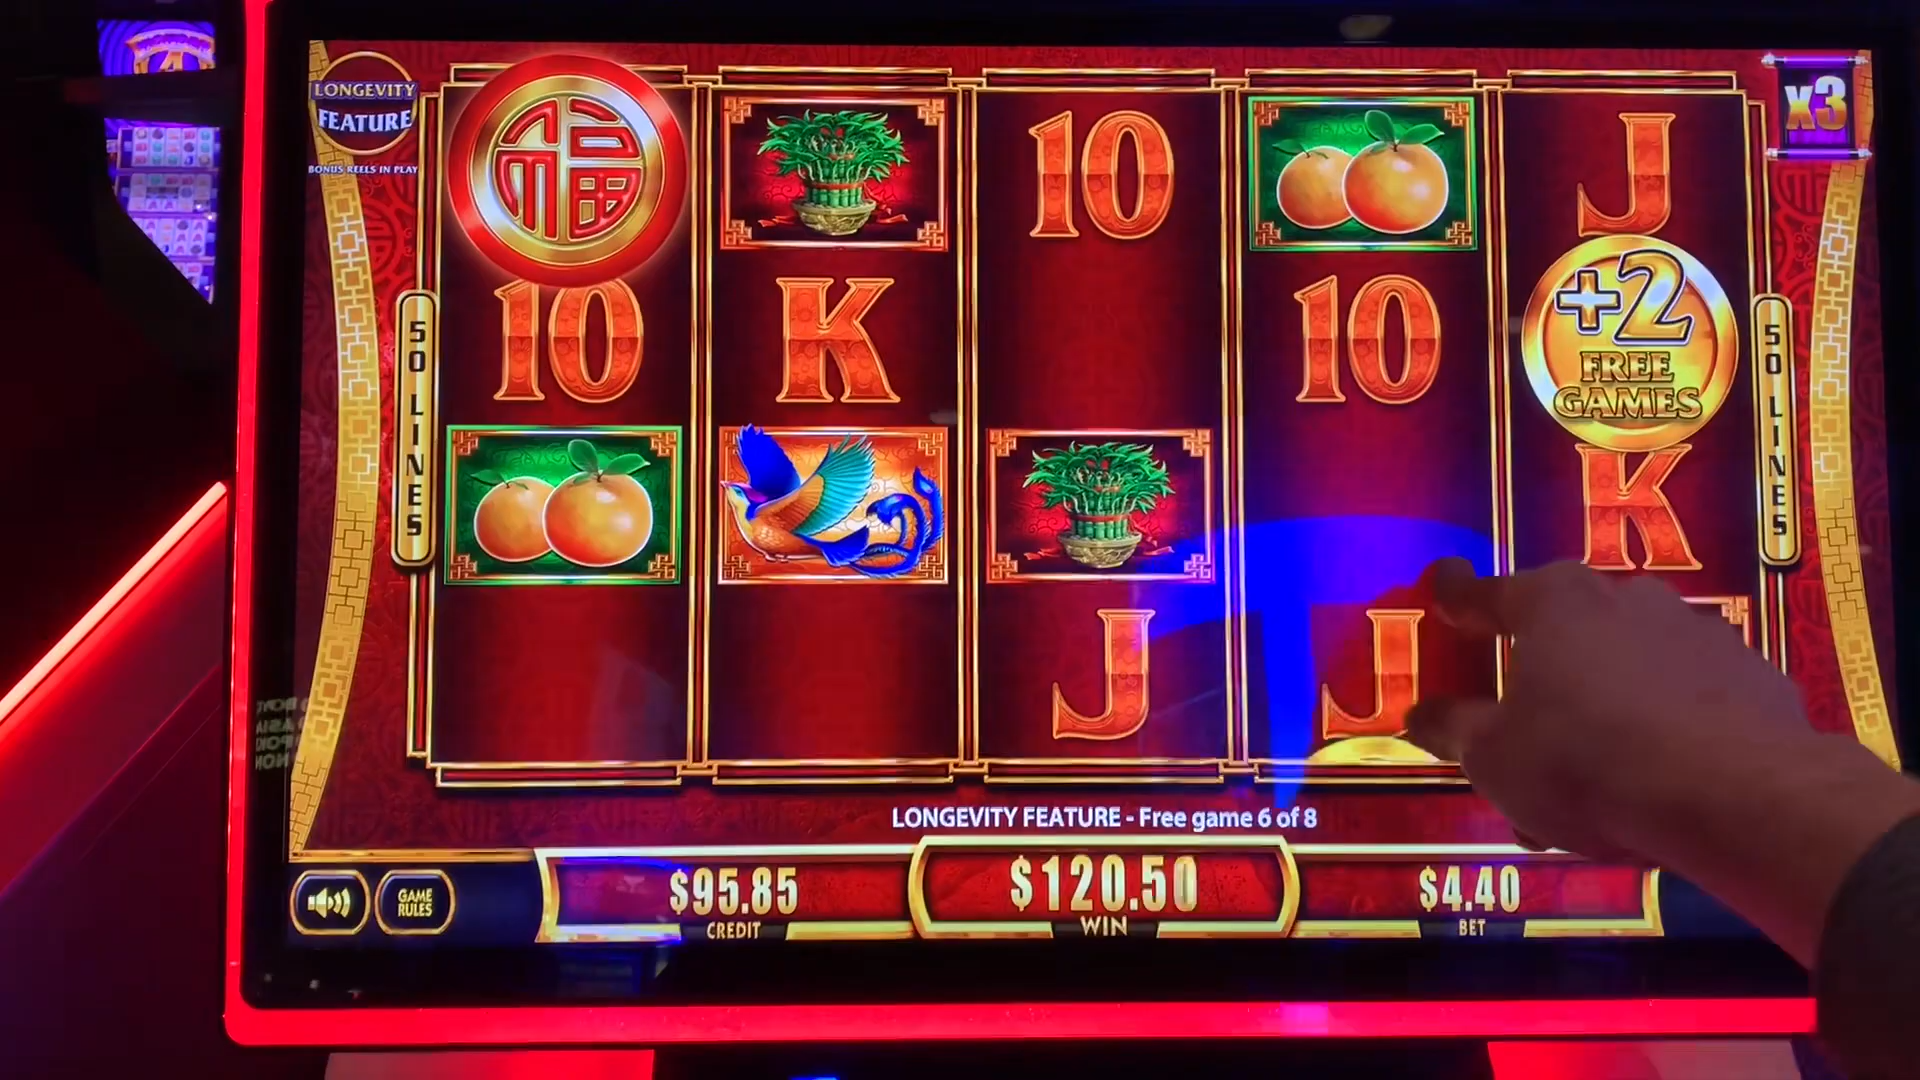 LONGEVITY
FEATURE
BONUS REELS IN PLAY
x3
福
10
J
10
K
10
+2
FREE
GAMES
50 LINES
50 LINES
K
J
J
LONGEVITY FEATURE - Free game 6 of 8
GAME
RULES
$95.85
CREDIT
$120.50
WIN
$4.40
BET